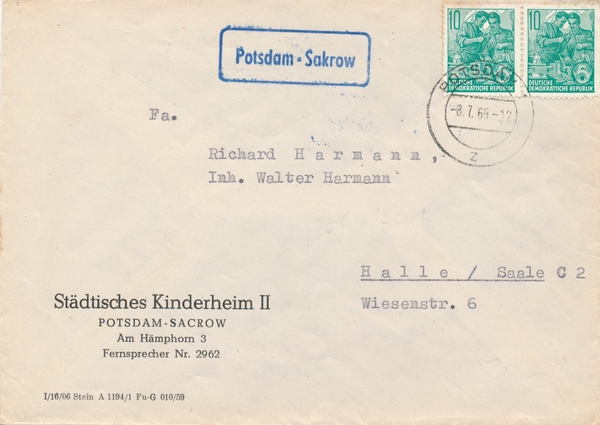 Potsdam - Sakrow
10
DEUTSCHE
DEMOKRATISCHE REPUBLIK
10
DEUTSCHE
DEMOKRATISCHE REPUBLIK
POTSDAM
-8.7.60-12
z
Fa.
Richard Harmann,
Inh. Walter Harmann
Halle / Saale C 2
Wiesenstr. 6
Städtisches Kinderheim II
POTSDAM-SACROW
Am Hämphorn 3
Fernsprecher Nr. 2962
I/16/06 Stein A 1194/1 Fu-G 010/59